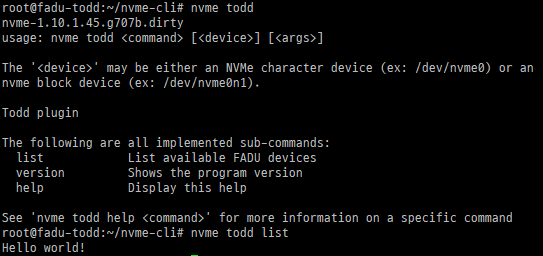 root@fadu-todd:~/nvme-cli# nvme todd
nvme-1.10.1.45.g707b.dirty
usage: nvme todd <command> [<device>] [<args>]
The '<device>' may be either an NVMe character device (ex: /dev/nvme0) or an
nvme block device (ex: /dev/nvme0n1).
Todd plugin
The following are all implemented sub-commands:
list            List available FADU devices
version         Shows the program version
help            Display this help
See 'nvme todd help <command>' for more information on a specific command
root@fadu-todd:~/nvme-cli# nvme todd list
Hello world!